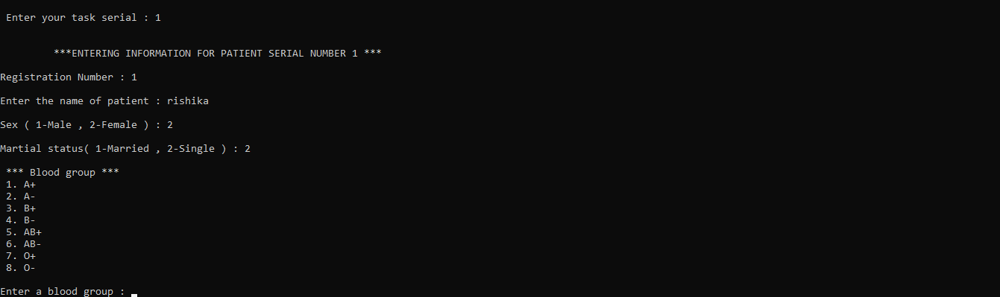 Enter your task serial : 1
***ENTERING INFORMATION FOR PATIENT SERIAL NUMBER 1 ***
Registration Number : 1
Enter the name of patient : rishika
Sex ( 1-Male , 2-Female ) : 2
Martial status( 1-Married , 2-Single ) : 2
*** Blood group ***
1. A+
2. A-
3. B+
4. B-
5. AB+
6. AB-
7. O+
8. O-
Enter a blood group :